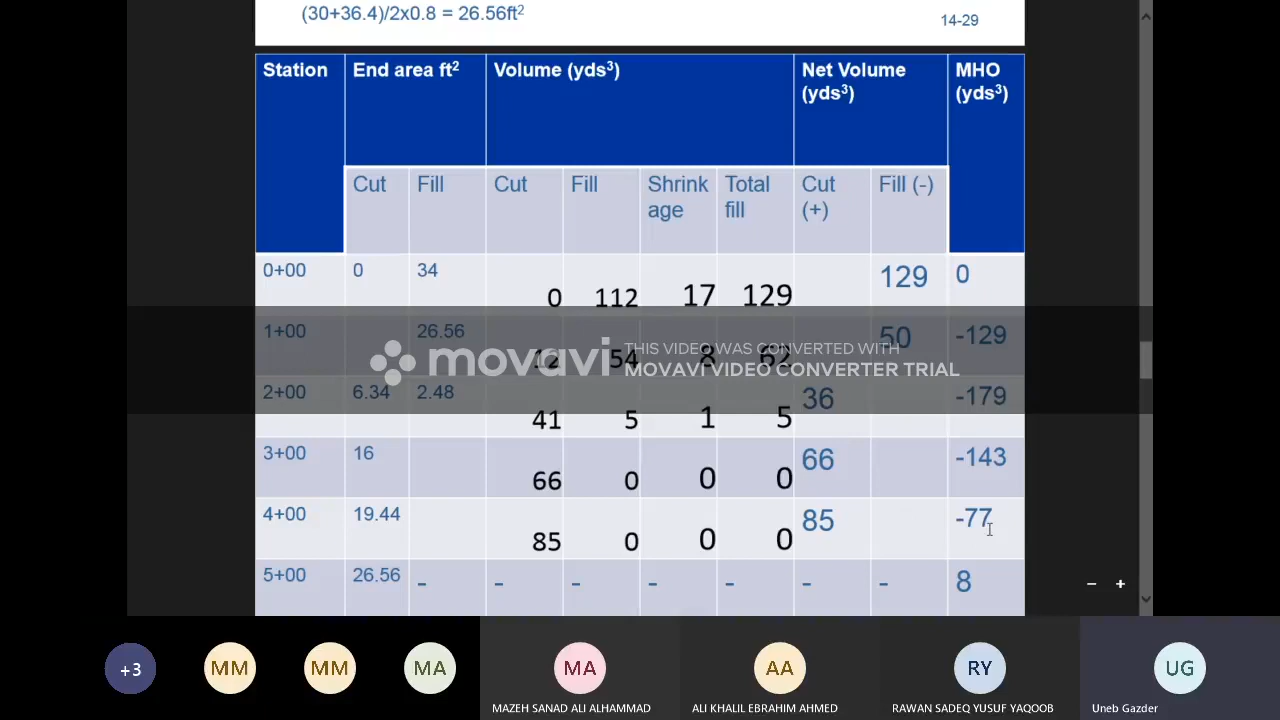 (30+36.4)/2x0.8 = 26.56ft²
14-29
Station End area ft² Volume (yds³) Net Volume (yds³) MHO (yds³)
Cut Fill Cut Fill Shrink age Total fill Cut (+) Fill (-)
0+00 0 34 0 112 17 129 129 0
1+00 26.56 12 54 8 62 50 -129
2+00 6.34 2.48 41 5 1 5 36 -179
3+00 16 66 0 0 0 66 -143
4+00 19.44 85 0 0 0 85 -77
5+00 26.56 - - - - - - - 8
movavi THIS VIDEO WAS CONVERTED WITH
MOVAVI VIDEO CONVERTER TRIAL
+3 MM MM MA MA AA RY UG
MAZEH SANAD ALI ALHAMMAD ALI KHALIL EBRAHIM AHMED RAWAN SADEQ YUSUF YAQOOB Uneb Gazder